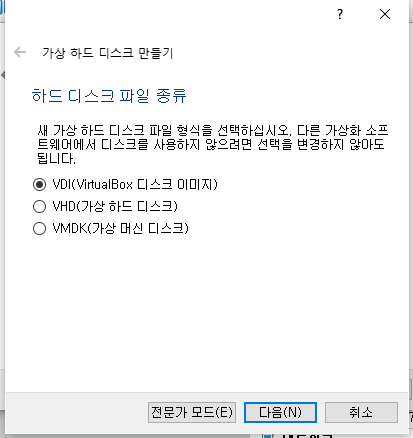 ?
가상 하드 디스크 만들기
하드 디스크 파일 종류
새 가상 하드 디스크 파일 형식을 선택하십시오. 다른 가상화 소프
트웨어에서 디스크를 사용하지 않으려면 선택을 변경하지 않아도
됩니다.
VDI(VirtualBox 디스크 이미지)
VHD(가상 하드 디스크)
VMDK(가상 머신 디스크)
전문가 모드(E) 다음(N) 취소